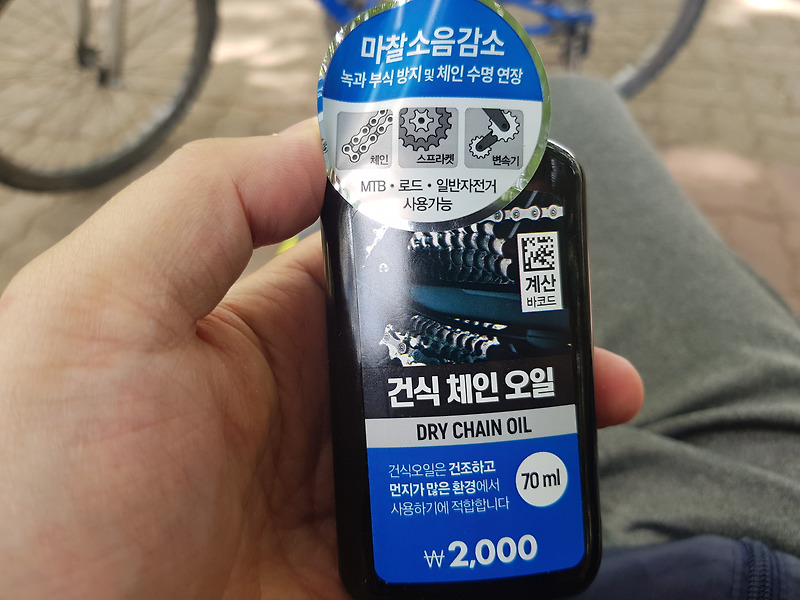 마찰소음감소
녹과 부식 방지 및 체인 수명 연장
체인
스프라켓
변속기
MTB • 로드 • 일반자전거
사용가능
계산
바코드
건식 체인 오일
DRY CHAIN OIL
건식오일은 건조하고
먼지가 많은 환경에서
사용하기에 적합합니다
70 ml
₩2,000